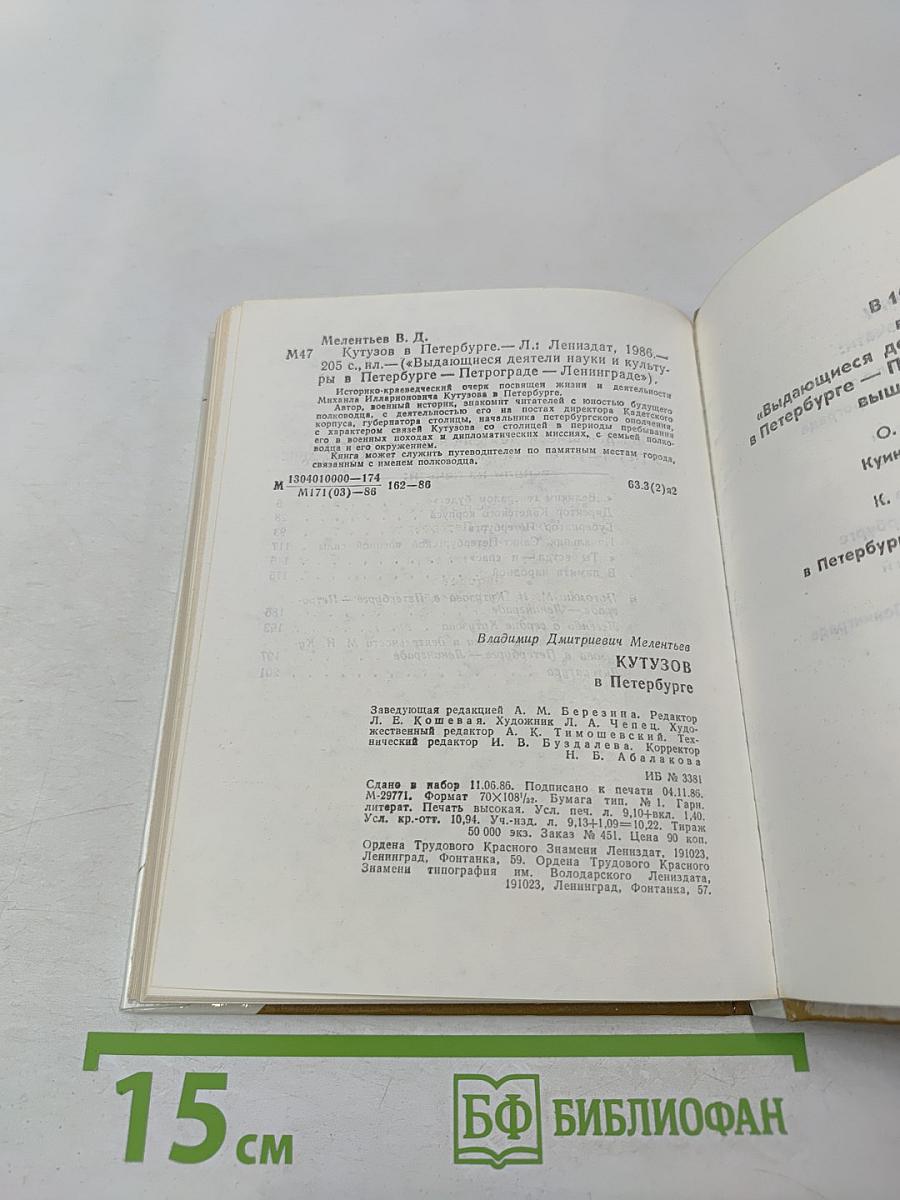 Мелентьев В. Д.
М47 Кутузов в Петербурге.— Л.: Лениздат, 1986.—
205 с., ил.— («Выдающиеся деятели науки и культу-
ры в Петербурге — Петрограде — Ленинграде»).
Историко-краеведческий очерк посвящен жизни и деятельности
Михаила Илларионовича Кутузова в Петербурге.
Автор, военный историк, знакомит читателей с юностью будущего
полководца, с деятельностью его на постах директора Кадетского
корпуса, губернатора столицы, начальника петербургского ополчения,
с характером связей Кутузова со столицей в периоды пребывания
его в военных походах и дипломатических миссиях, с семьей полко-
водца и его окружением.
Книга может служить путеводителем по памятным местам города,
связанным с именем полководца.
М 1304010000—174
М171(03)—86 162—86 63.3(2)я2
Владимир Дмитриевич Мелентьев
КУТУЗОВ
в Петербурге
Заведующая редакцией А. М. Березина. Редактор
Л. Е. Кошевая. Художник Л. А. Чепец. Худо-
жественный редактор А. К. Тимошевский. Тех-
нический редактор И. В. Буздалева. Корректор
Н. Б. Абалакова
ИБ № 3381
Сдано в набор 11.06.86. Подписано к печати 04.11.86.
М-29771. Формат 70×108¹/₃₂. Бумага тип. № 1. Гарн.
литерат. Печать высокая. Усл. печ. л. 9,10+вкл. 1,40.
Усл. кр.-отт. 10,94. Уч.-изд. л. 9,13+1,09=10,22. Тираж
50 000 экз. Заказ № 451. Цена 90 коп.
Ордена Трудового Красного Знамени Лениздат, 191023,
Ленинград, Фонтанка, 59. Ордена Трудового Красного
Знамени типография им. Володарского Лениздата,
191023, Ленинград, Фонтанка, 57.
В 1
«Выдающиеся де
в Петербурге — П
выш
О.
Куин
К.
в Петербур
15 см
БФ БИБЛИОФАН